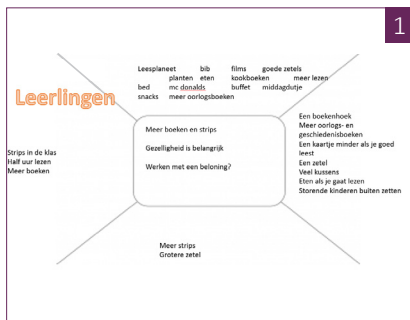 1
Leesplaneet bib films goede zetels
planten eten kookboeken meer lezen
bed mc donalds buffet middagdutje
snacks meer oorlogsboeken
Leerlingen
Meer boeken en strips
Gezelligheid is belangrijk
Werken met een beloning?
Een boekenhoek
Meer oorlogs- en
geschiedenisboeken
Een kaartje minder als je goed
leest
Een zetel
Veel kussens
Eten als je gaat lezen
Storende kinderen buiten zetten
Strips in de klas
Half uur lezen
Meer boeken
Meer strips
Grotere zetel